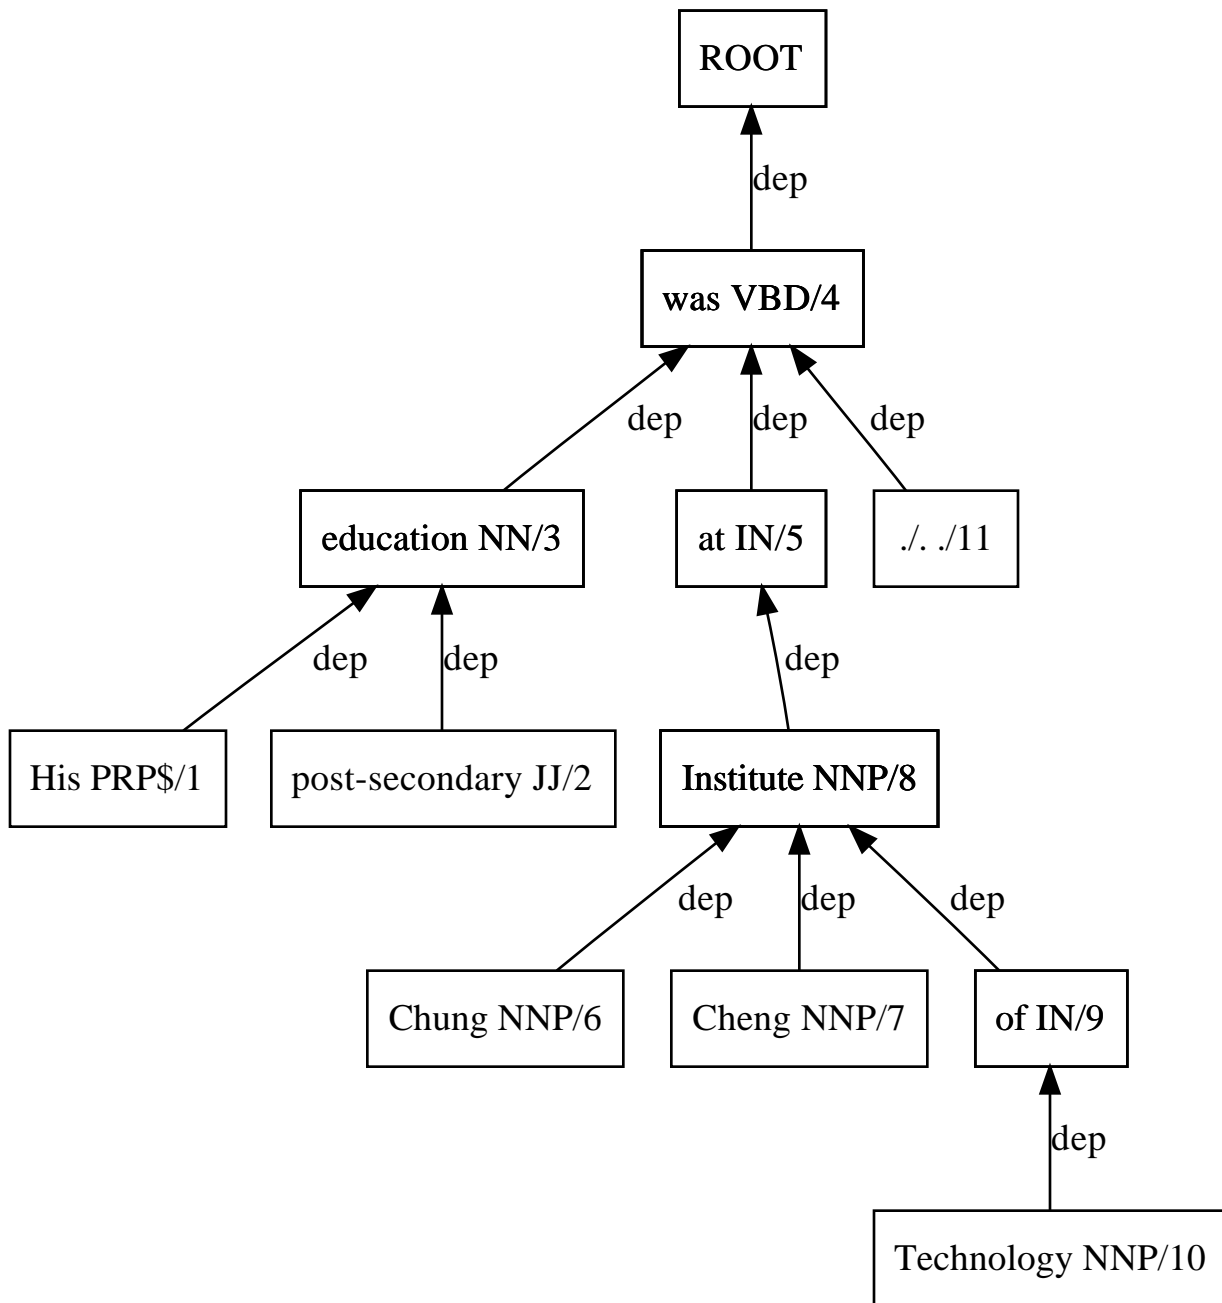 ROOT
dep
was VBD/4
dep dep dep
education NN/3 at IN/5 ./. ./11
dep dep dep
His PRP$/1 post-secondary JJ/2 Institute NNP/8
dep dep dep
Chung NNP/6 Cheng NNP/7 of IN/9
dep
Technology NNP/10